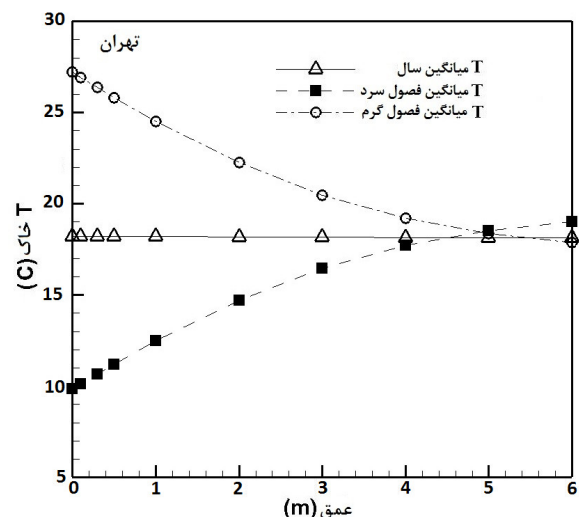 تهران
T میانگین سال
T میانگین فصول سرد
T میانگین فصول گرم
T خاک (C)
30
25
20
15
10
5
0 1 2 3 4 5 6
عمق (m)